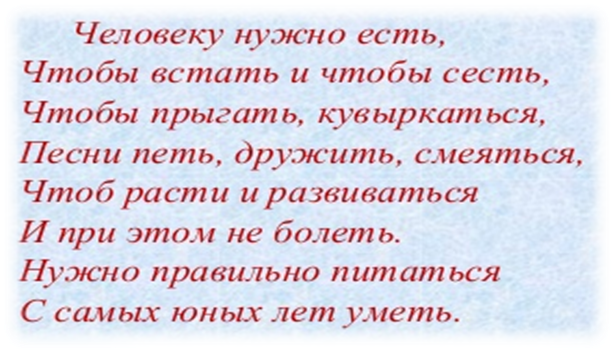 Человеку нужно есть,
Чтобы встать и чтобы сесть,
Чтобы прыгать, кувыркаться,
Песни петь, дружить, смеяться,
Чтоб расти и развиваться
И при этом не болеть.
Нужно правильно питаться
С самых юных лет уметь.